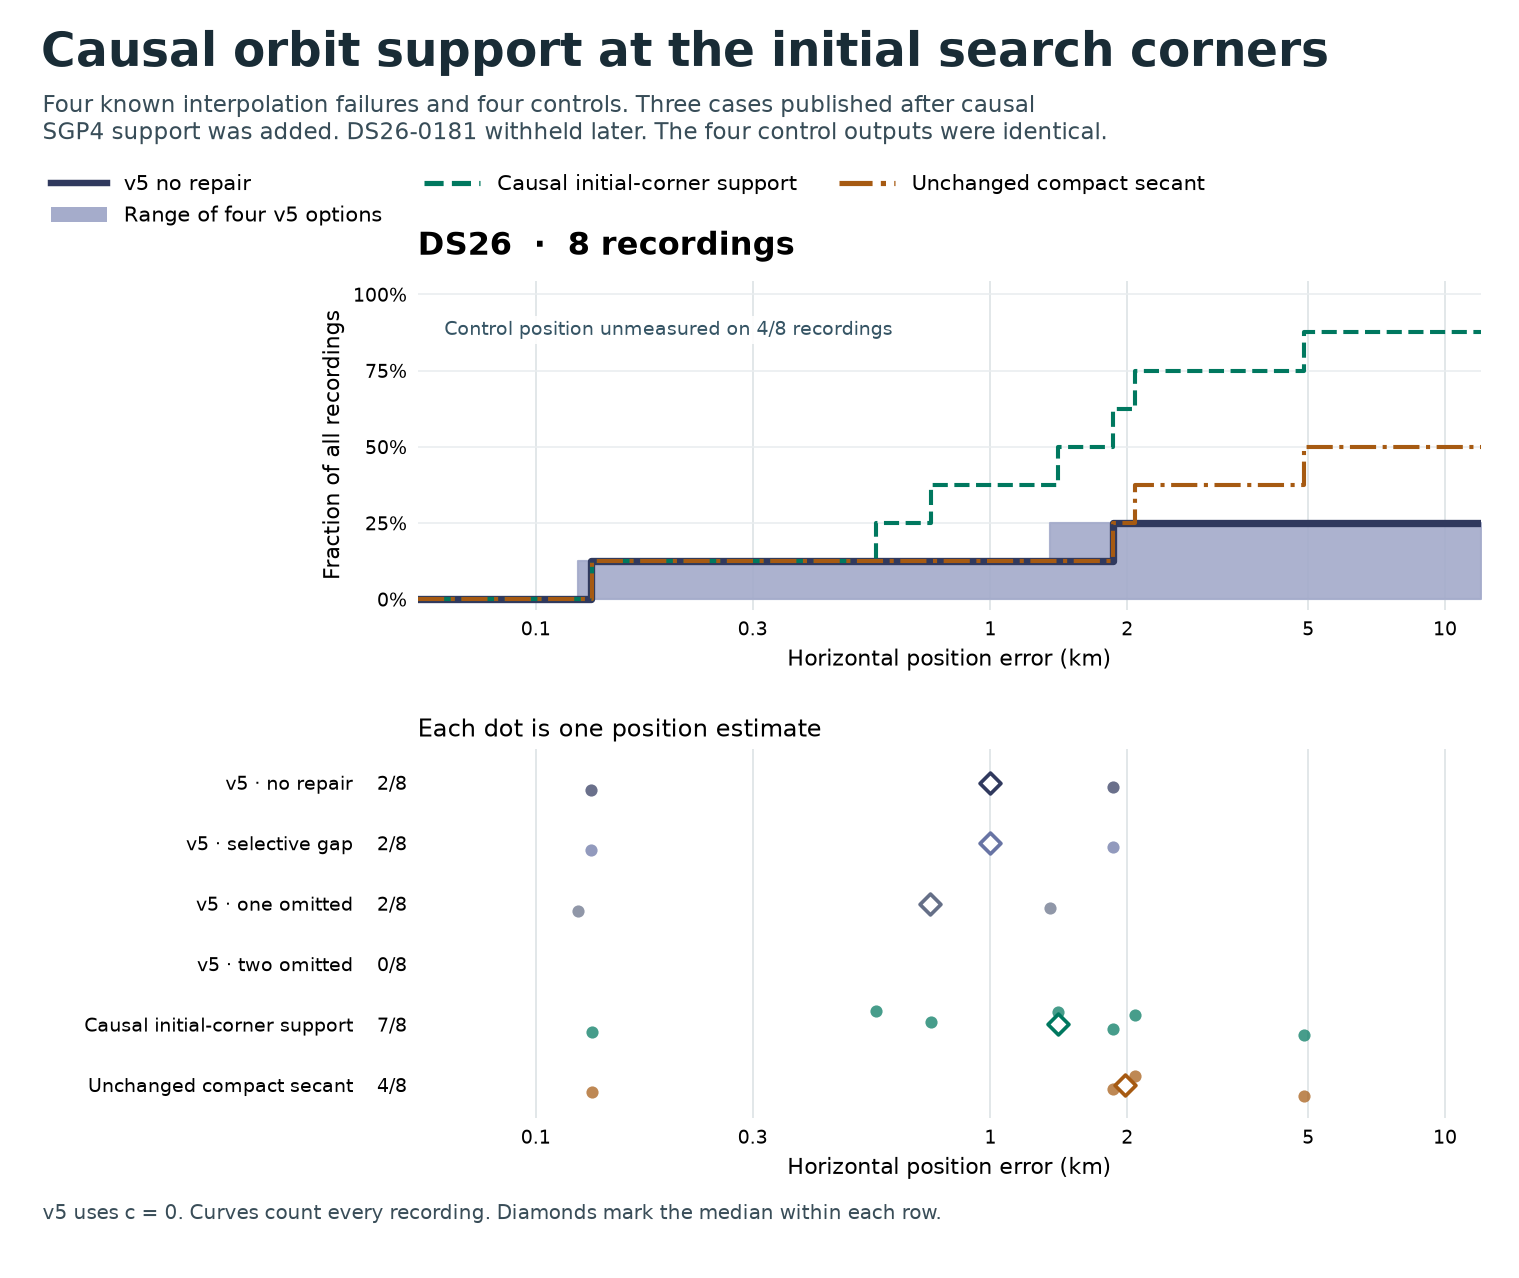 Causal orbit support at the initial search corners
Four known interpolation failures and four controls. Three cases published after causal
SGP4 support was added. DS26-0181 withheld later. The four control outputs were identical.
v5 no repair
Causal initial-corner support
Unchanged compact secant
Range of four v5 options
DS26 · 8 recordings
100%
Control position unmeasured on 4/8 recordings
75%
50%
25%
0%
Fraction of all recordings
0.1 0.3 1 2 5 10
Horizontal position error (km)
Each dot is one position estimate
v5 · no repair 2/8
v5 · selective gap 2/8
v5 · one omitted 2/8
v5 · two omitted 0/8
Causal initial-corner support 7/8
Unchanged compact secant 4/8
0.1 0.3 1 2 5 10
Horizontal position error (km)
v5 uses c = 0. Curves count every recording. Diamonds mark the median within each row.